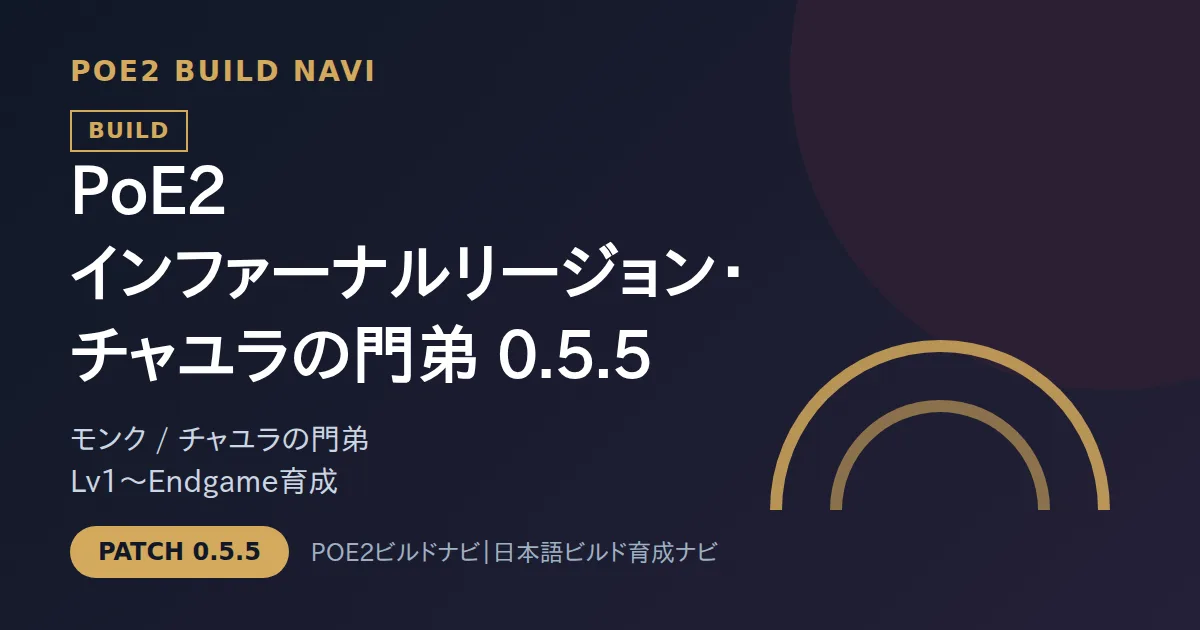 POE2 BUILD NAVI
BUILD
PoE2
インファーナルリージョン・
チャユラの門弟 0.5.5
モンク / チャユラの門弟
Lv1〜Endgame育成
PATCH 0.5.5
POE2ビルドナビ|日本語ビルド育成ナビ